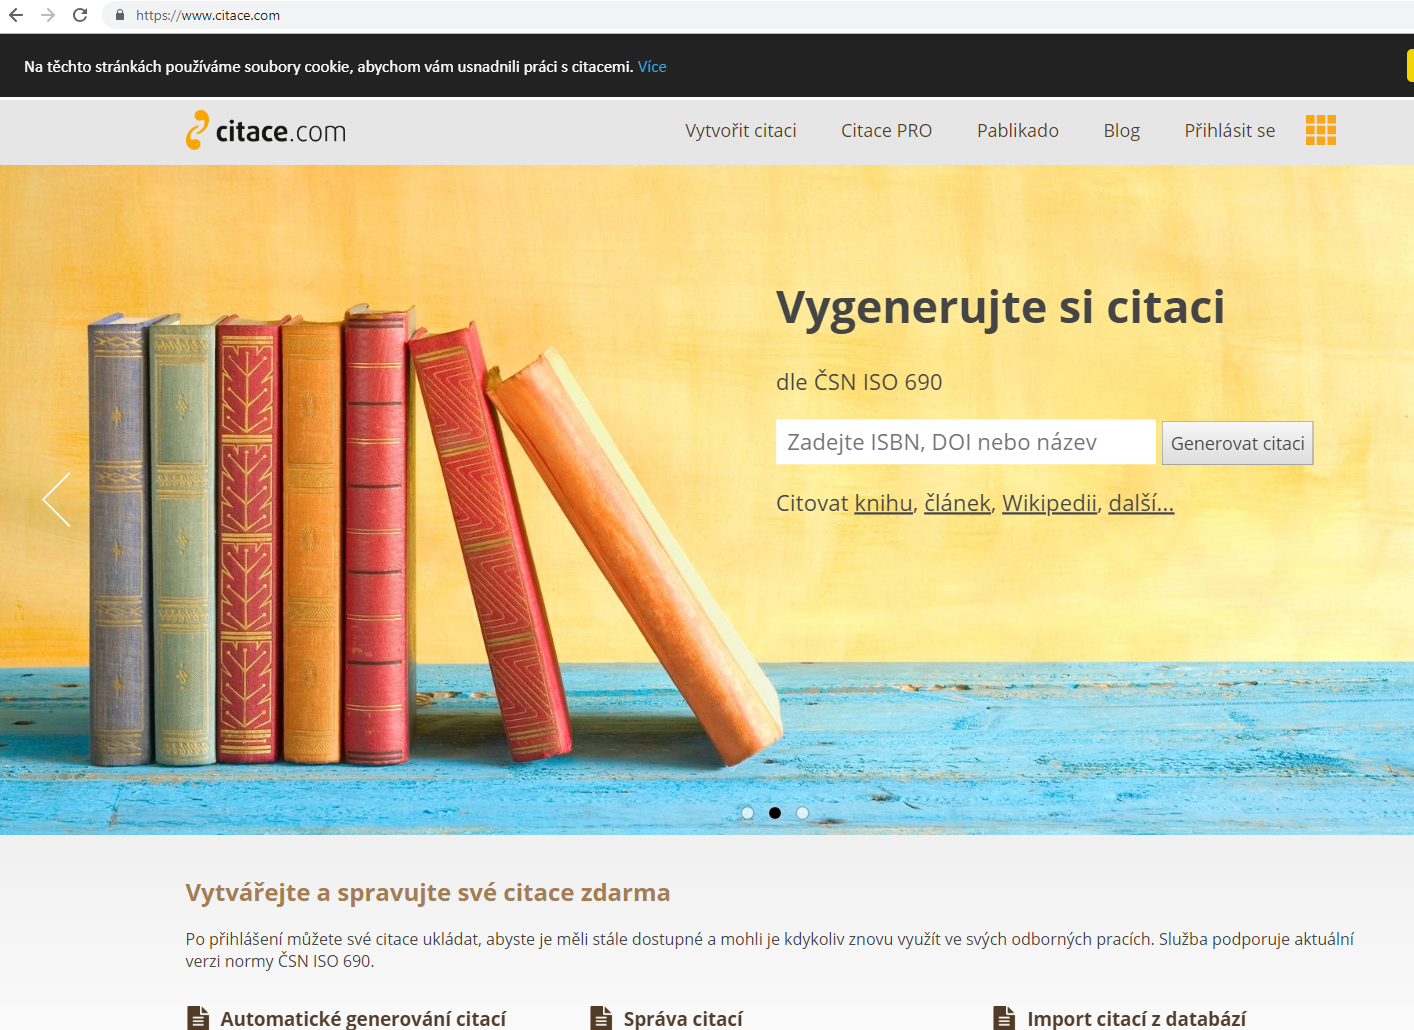 https://www.citace.com
Na těchto stránkách používáme soubory cookie, abychom vám usnadnili práci s citacemi. Více
citace.com
Vytvořit citaci
Citace PRO
Pablikado
Blog
Přihlásit se
Vygenerujte si citaci
dle ČSN ISO 690
Zadejte ISBN, DOI nebo název
Generovat citaci
Citovat knihu, článek, Wikipedii, další...
Vytvářejte a spravujte své citace zdarma
Po přihlášení můžete své citace ukládat, abyste je měli stále dostupné a mohli je kdykoliv znovu využít ve svých odborných pracích. Služba podporuje aktuální
verzi normy ČSN ISO 690.
Automatické generování citací
Správa citací
Import citací z databází